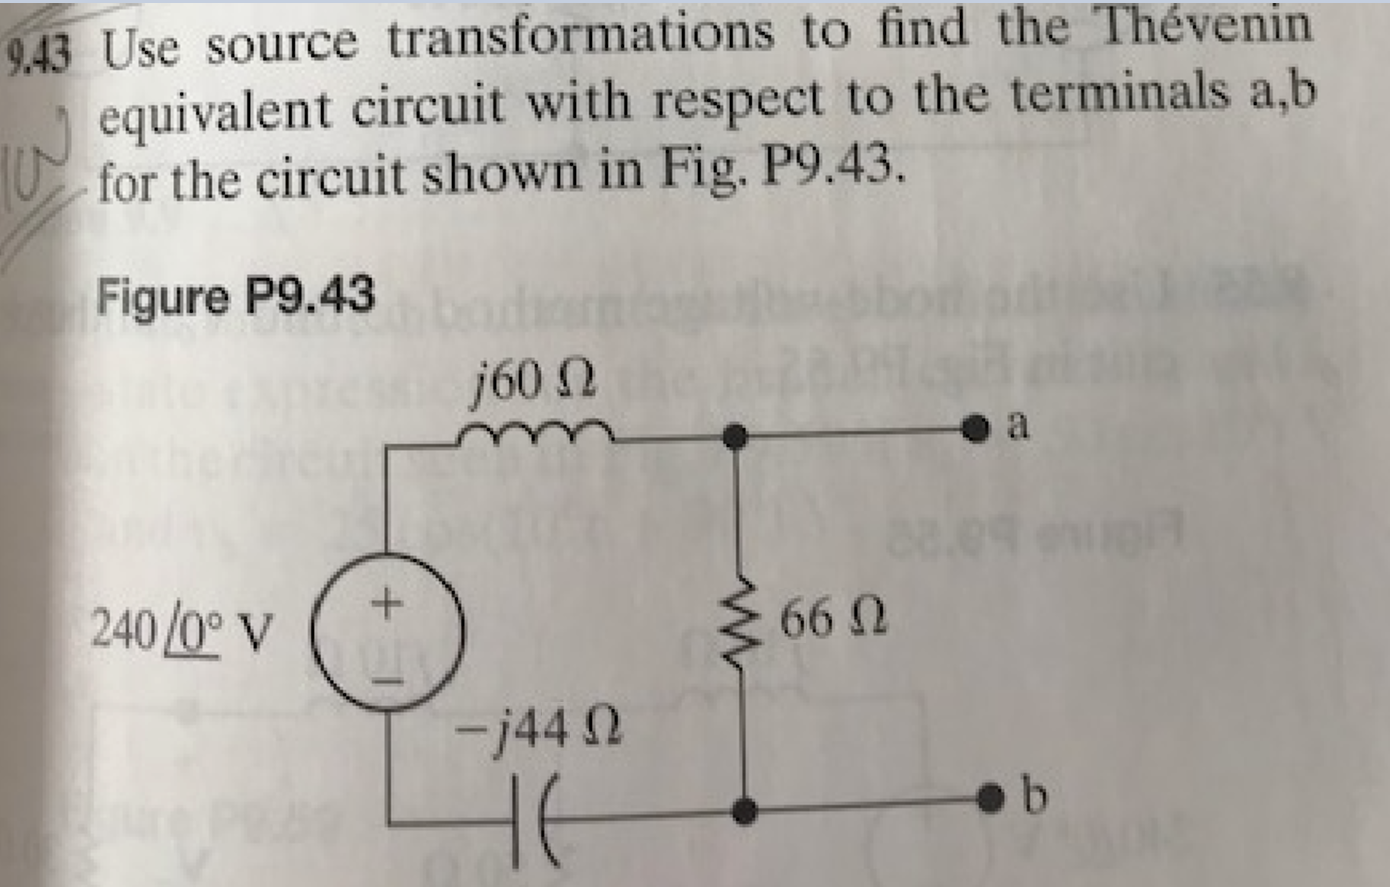 9.43 Use source transformations to find the Thévenin
equivalent circuit with respect to the terminals a,b
for the circuit shown in Fig. P9.43.
Figure P9.43
j60 Ω
a
240/0° V
+
−
66 Ω
−j44 Ω
b